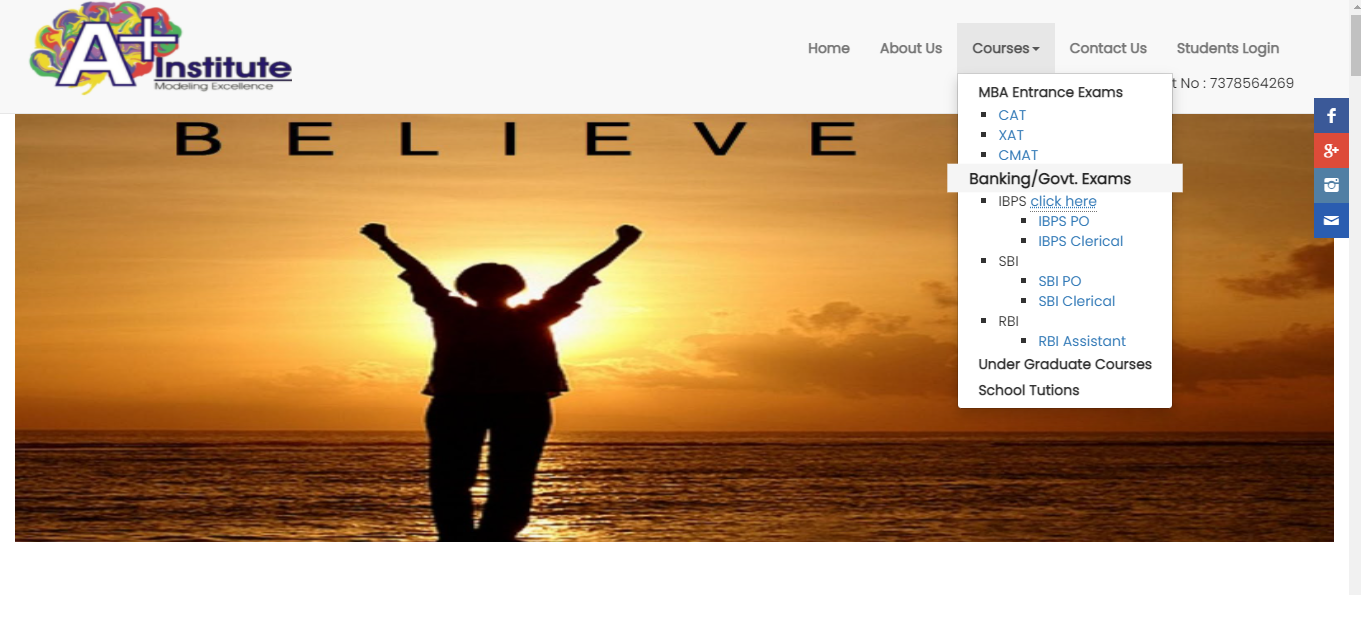 A+
Institute
Modeling Excellence
Home About Us Courses Contact Us Students Login
t No : 7378564269
BELIEVE
MBA Entrance Exams
CAT
XAT
CMAT
Banking/Govt. Exams
IBPS click here
IBPS PO
IBPS Clerical
SBI
SBI PO
SBI Clerical
RBI
RBI Assistant
Under Graduate Courses
School Tutions